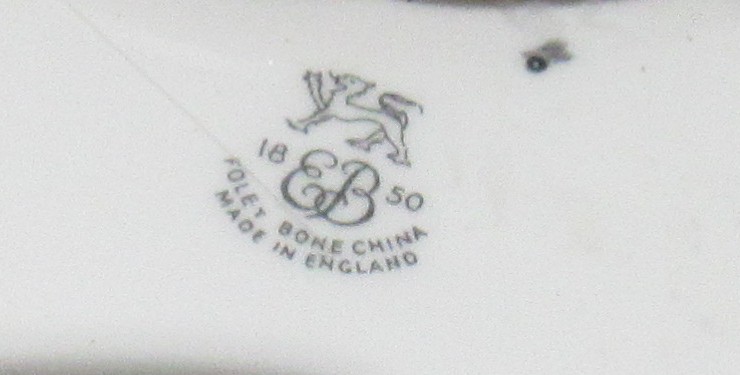 18 EB 50
FOLEY BONE CHINA
MADE IN ENGLAND